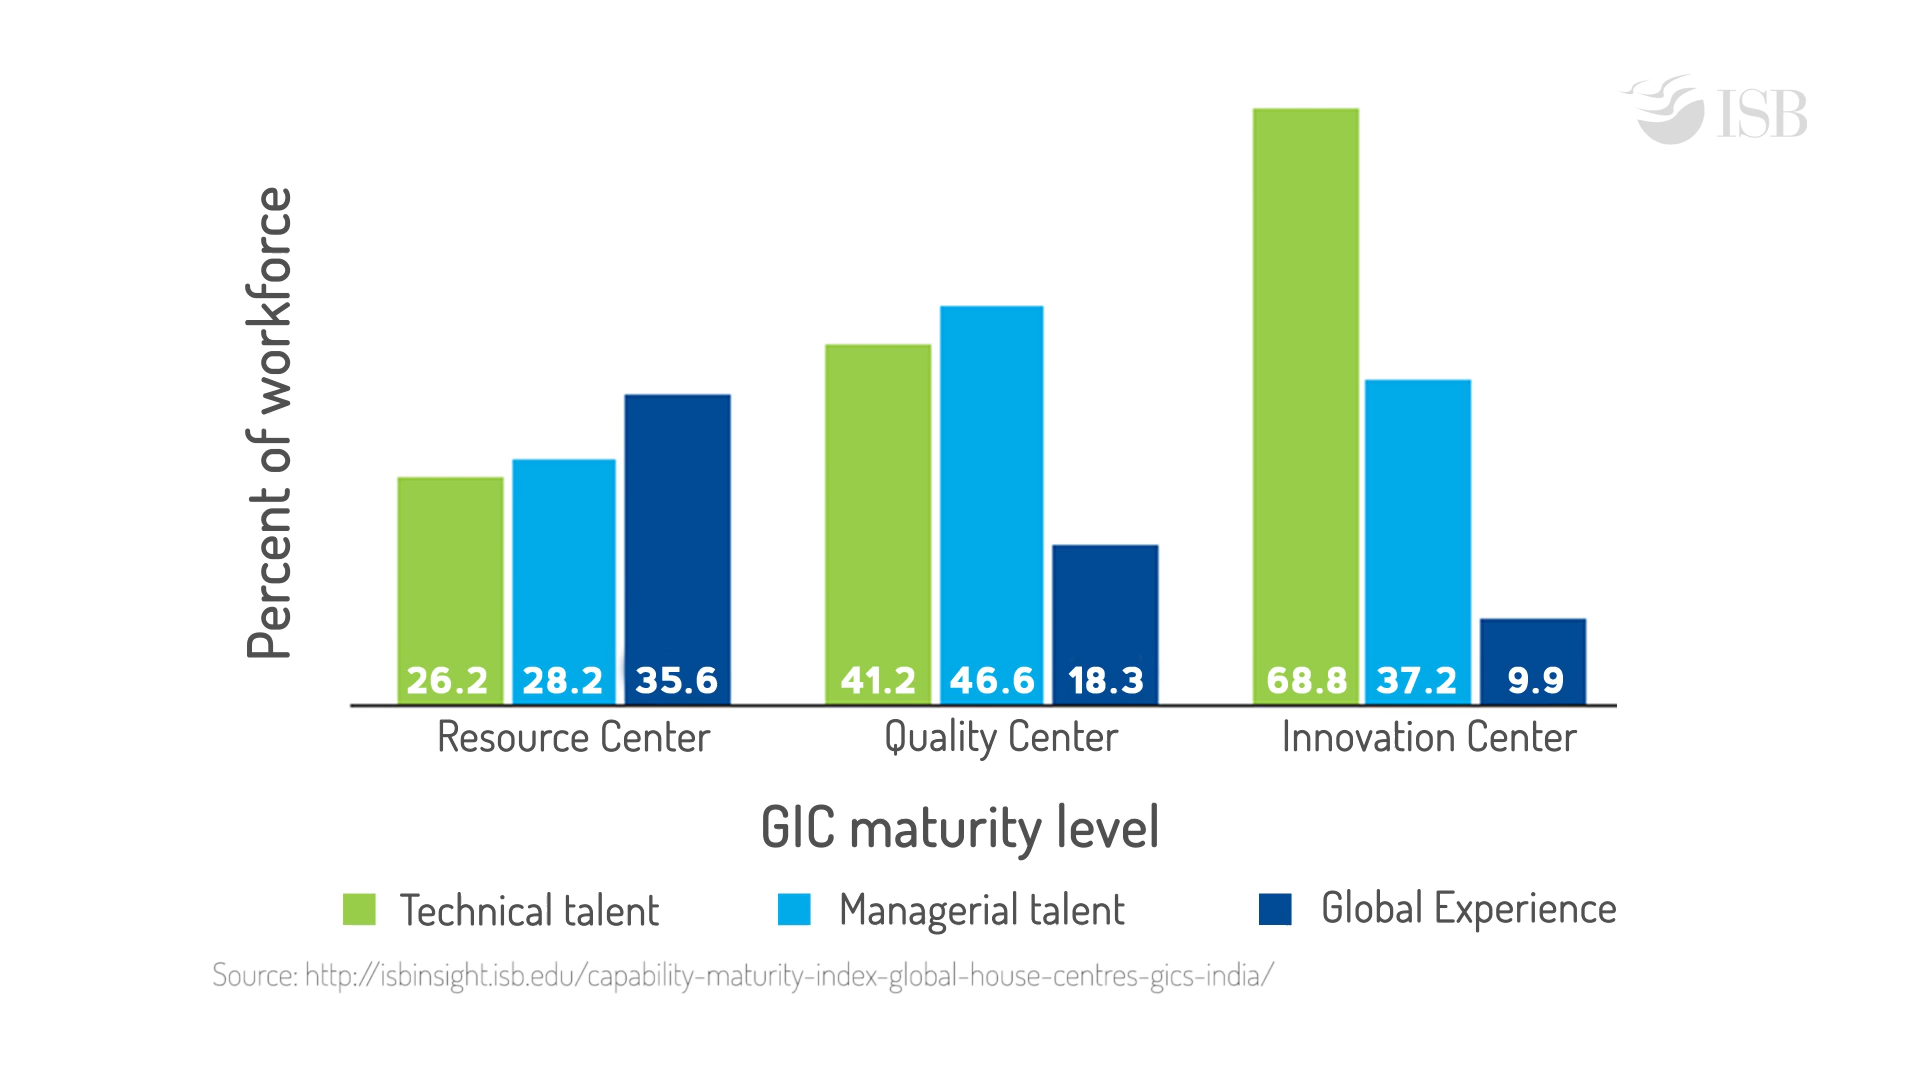 ISB
Percent of workforce
26.2 28.2 35.6 41.2 46.6 18.3 68.8 37.2 9.9
Resource Center Quality Center Innovation Center
GIC maturity level
Technical talent Managerial talent Global Experience
Source: http://isbinsight.isb.edu/capability-maturity-index-global-house-centres-gics-india/